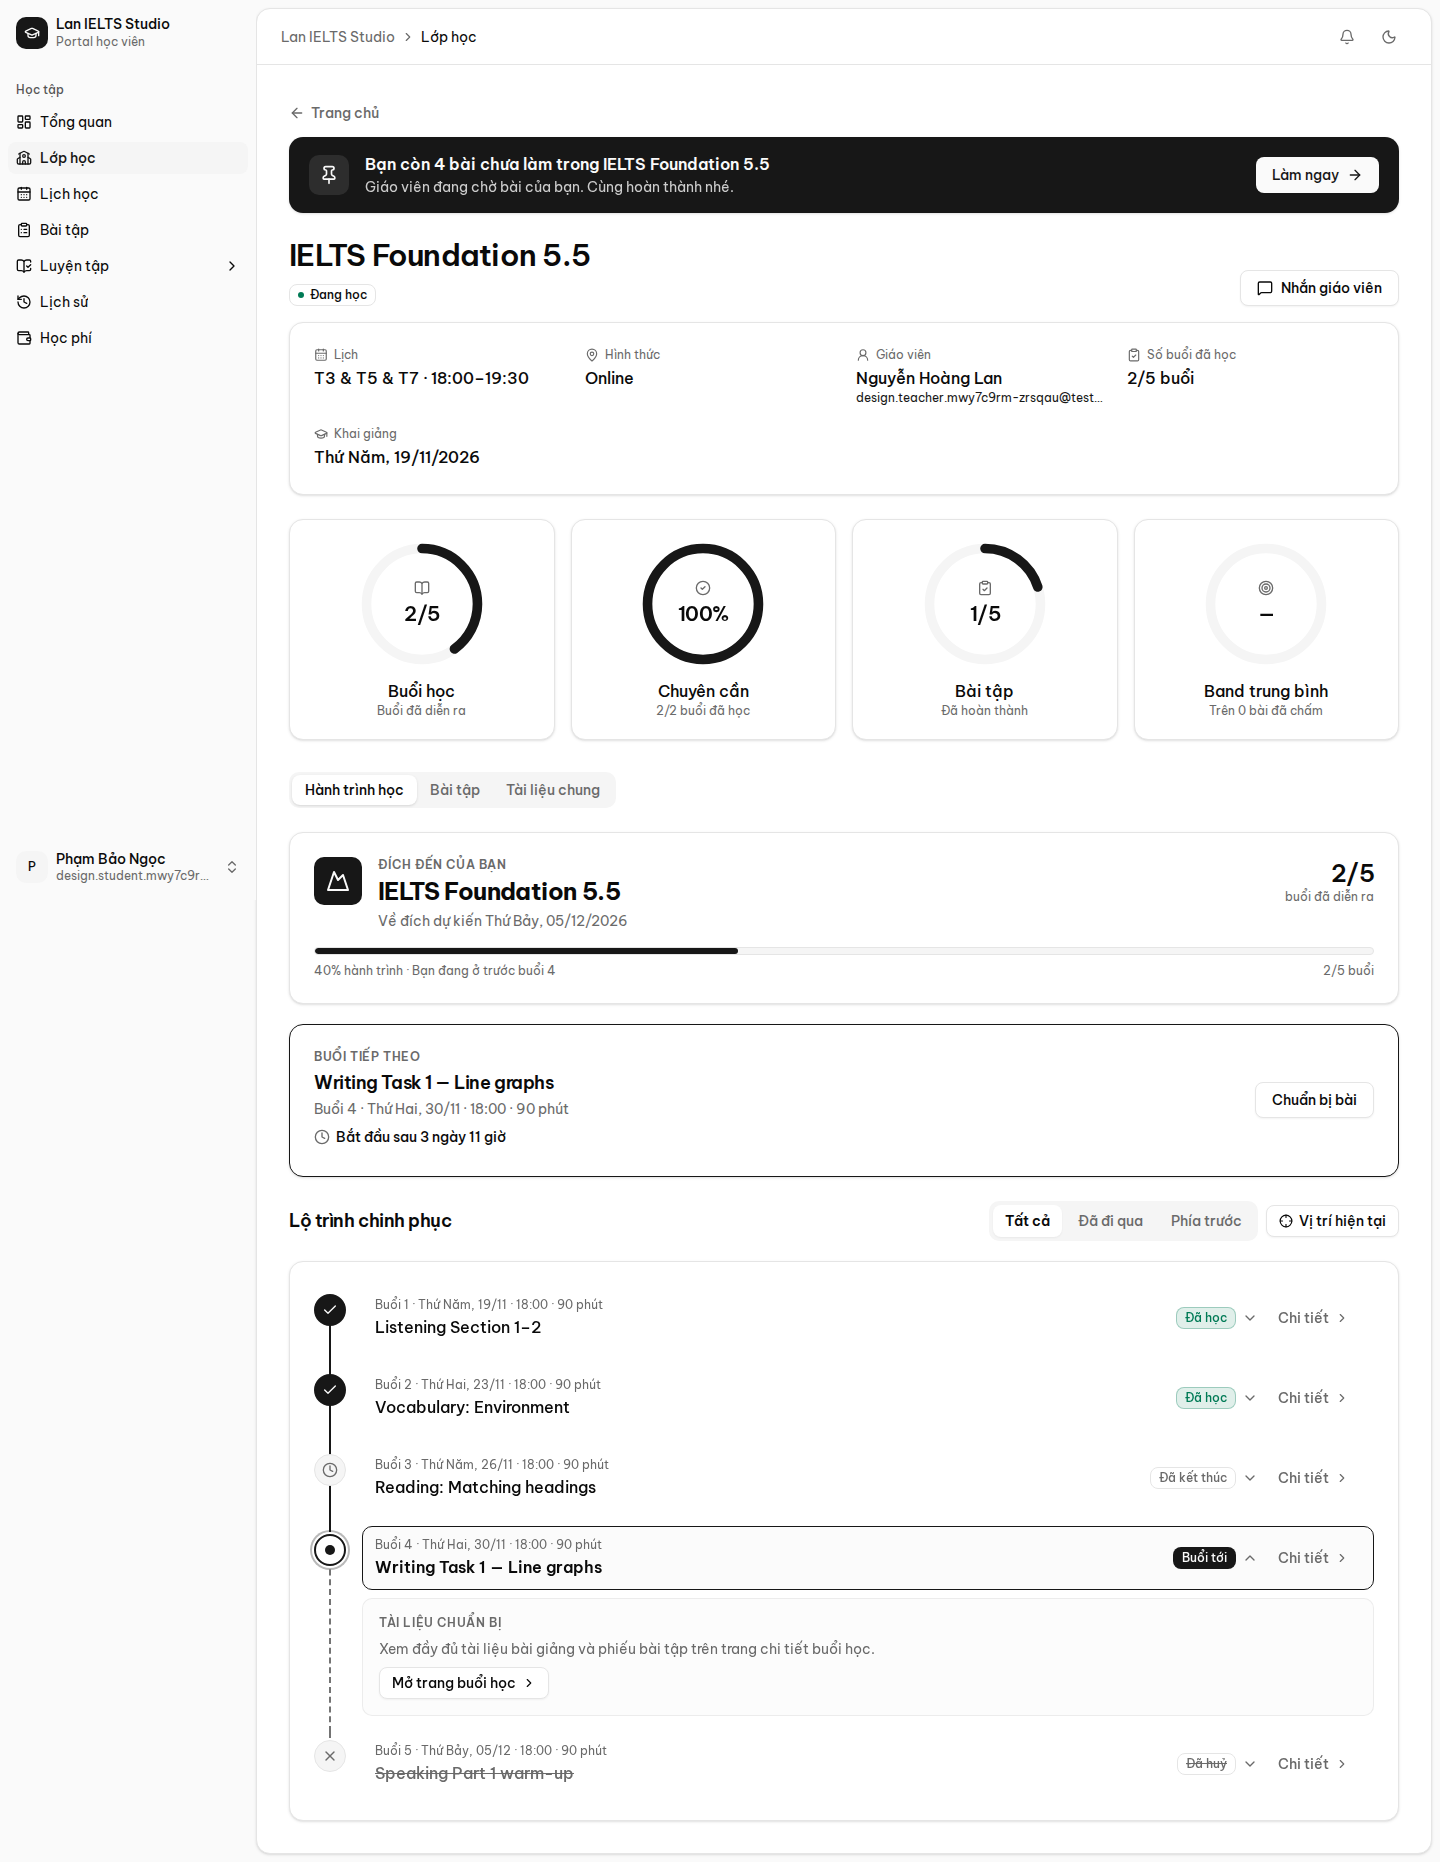 Lan IELTS Studio
Portal học viên
Học tập
Tổng quan
Lớp học
Lịch học
Bài tập
Luyện tập
Lịch sử
Học phí
P
Phạm Bảo Ngọc
design.student.mwy7c9r...
Lan IELTS Studio > Lớp học
Trang chủ
Bạn còn 4 bài chưa làm trong IELTS Foundation 5.5
Giáo viên đang chờ bài của bạn. Cùng hoàn thành nhé.
Làm ngay
IELTS Foundation 5.5
Đang học
Nhắn giáo viên
Lịch
T3 & T5 & T7 · 18:00–19:30
Hình thức
Online
Giáo viên
Nguyễn Hoàng Lan
design.teacher.mwy7c9rm-zrsqau@test...
Số buổi đã học
2/5 buổi
Khai giảng
Thứ Năm, 19/11/2026
2/5
Buổi học
Buổi đã diễn ra
100%
Chuyên cần
2/2 buổi đã học
1/5
Bài tập
Đã hoàn thành
–
Band trung bình
Trên 0 bài đã chấm
Hành trình học
Bài tập
Tài liệu chung
ĐÍCH ĐẾN CỦA BẠN
IELTS Foundation 5.5
Về đích dự kiến Thứ Bảy, 05/12/2026
2/5
buổi đã diễn ra
40% hành trình · Bạn đang ở trước buổi 4
2/5 buổi
BUỔI TIẾP THEO
Writing Task 1 — Line graphs
Buổi 4 · Thứ Hai, 30/11 · 18:00 · 90 phút
Bắt đầu sau 3 ngày 11 giờ
Chuẩn bị bài
Lộ trình chinh phục
Tất cả
Đã đi qua
Phía trước
Vị trí hiện tại
Buổi 1 · Thứ Năm, 19/11 · 18:00 · 90 phút
Listening Section 1–2
Đã học
Chi tiết
Buổi 2 · Thứ Hai, 23/11 · 18:00 · 90 phút
Vocabulary: Environment
Đã học
Chi tiết
Buổi 3 · Thứ Năm, 26/11 · 18:00 · 90 phút
Reading: Matching headings
Đã kết thúc
Chi tiết
Buổi 4 · Thứ Hai, 30/11 · 18:00 · 90 phút
Writing Task 1 — Line graphs
Buổi tới
Chi tiết
TÀI LIỆU CHUẨN BỊ
Xem đầy đủ tài liệu bài giảng và phiếu bài tập trên trang chi tiết buổi học.
Mở trang buổi học
Buổi 5 · Thứ Bảy, 05/12 · 18:00 · 90 phút
Speaking Part 1 warm-up
Đã huỷ
Chi tiết